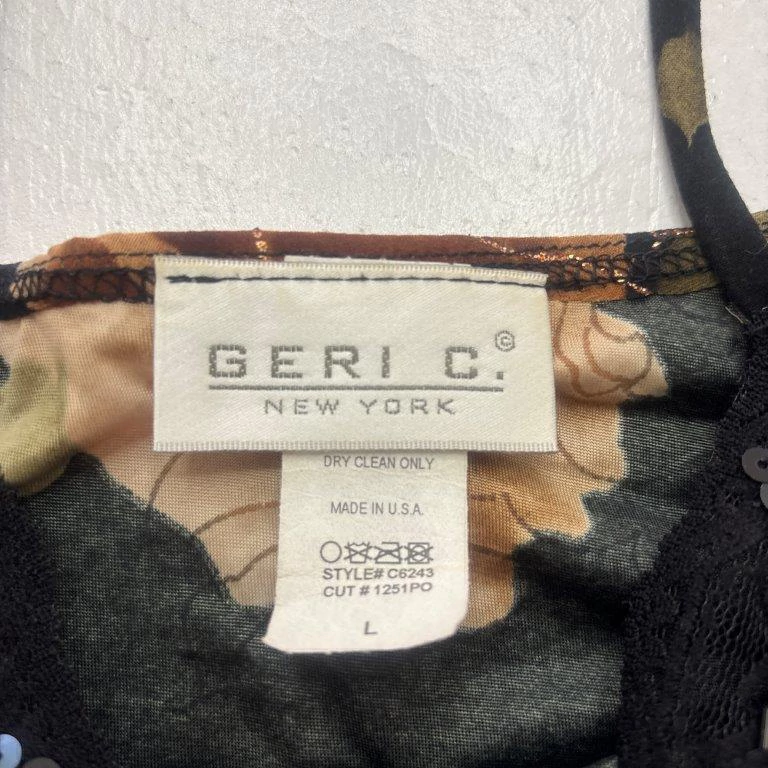 GERI C.©
NEW YORK
DRY CLEAN ONLY
MADE IN U.S.A.
STYLE# C6243
CUT # 1251PO
L